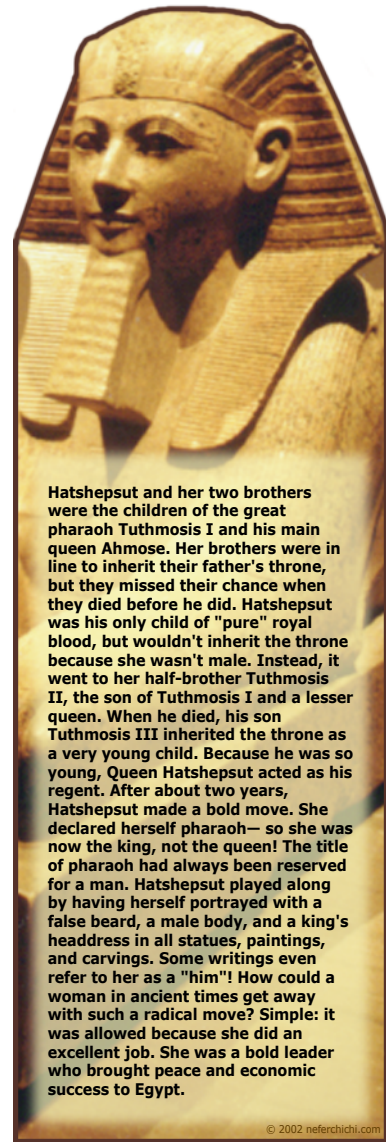 Hatshepsut and her two brothers
were the children of the great
pharaoh Tuthmosis I and his main
queen Ahmose. Her brothers were in
line to inherit their father's throne,
but they missed their chance when
they died before he did. Hatshepsut
was his only child of "pure" royal
blood, but wouldn't inherit the throne
because she wasn't male. Instead, it
went to her half-brother Tuthmosis
II, the son of Tuthmosis I and a lesser
queen. When he died, his son
Tuthmosis III inherited the throne as
a very young child. Because he was so
young, Queen Hatshepsut acted as his
regent. After about two years,
Hatshepsut made a bold move. She
declared herself pharaoh— so she was
now the king, not the queen! The title
of pharaoh had always been reserved
for a man. Hatshepsut played along
by having herself portrayed with a
false beard, a male body, and a king's
headdress in all statues, paintings,
and carvings. Some writings even
refer to her as a "him"! How could a
woman in ancient times get away
with such a radical move? Simple: it
was allowed because she did an
excellent job. She was a bold leader
who brought peace and economic
success to Egypt.
© 2002 neferchichi.com